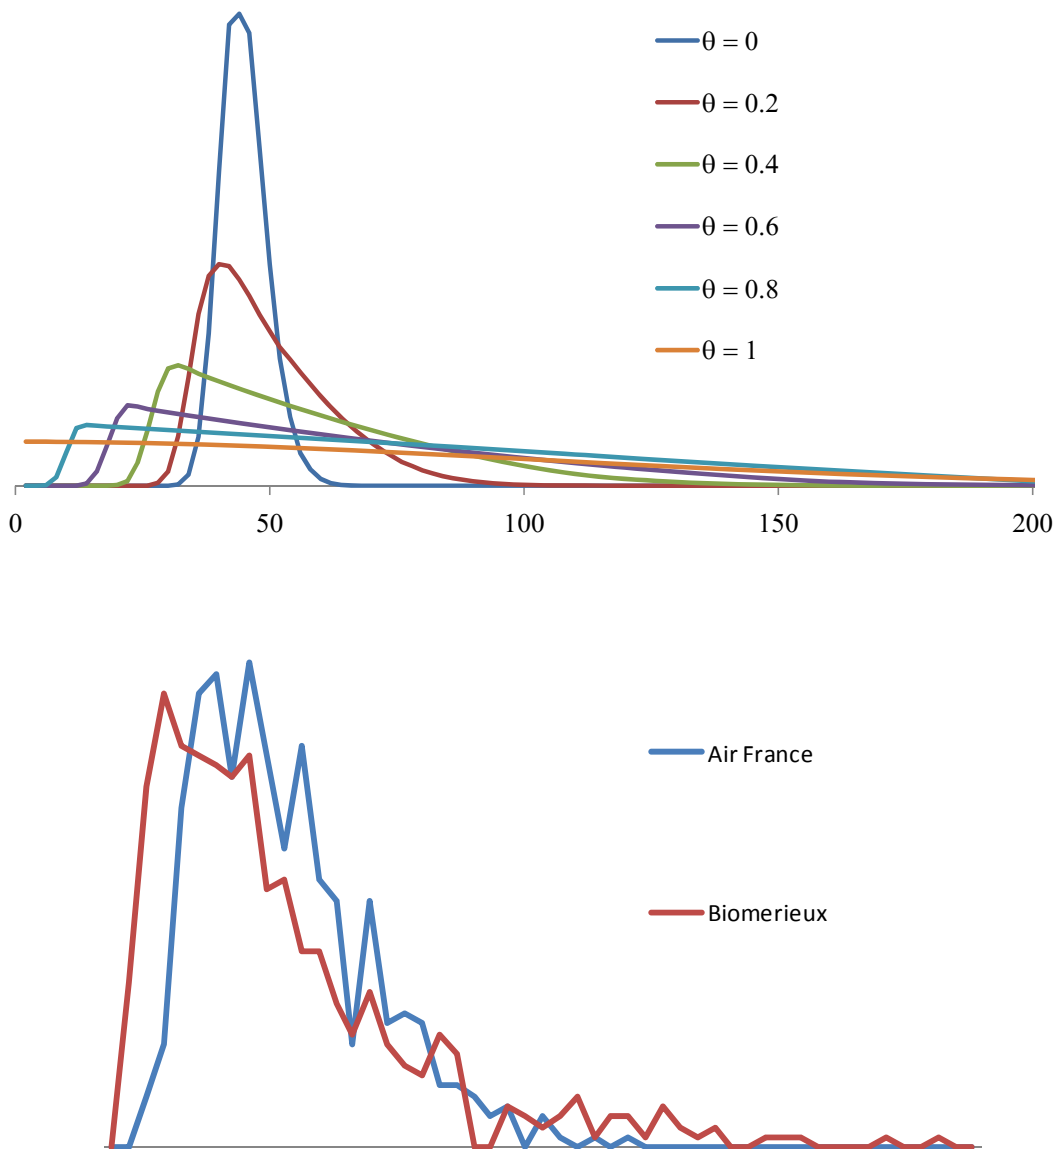 θ = 0
θ = 0.2
θ = 0.4
θ = 0.6
θ = 0.8
θ = 1
0 50 100 150 200
Air France
Biomerieux